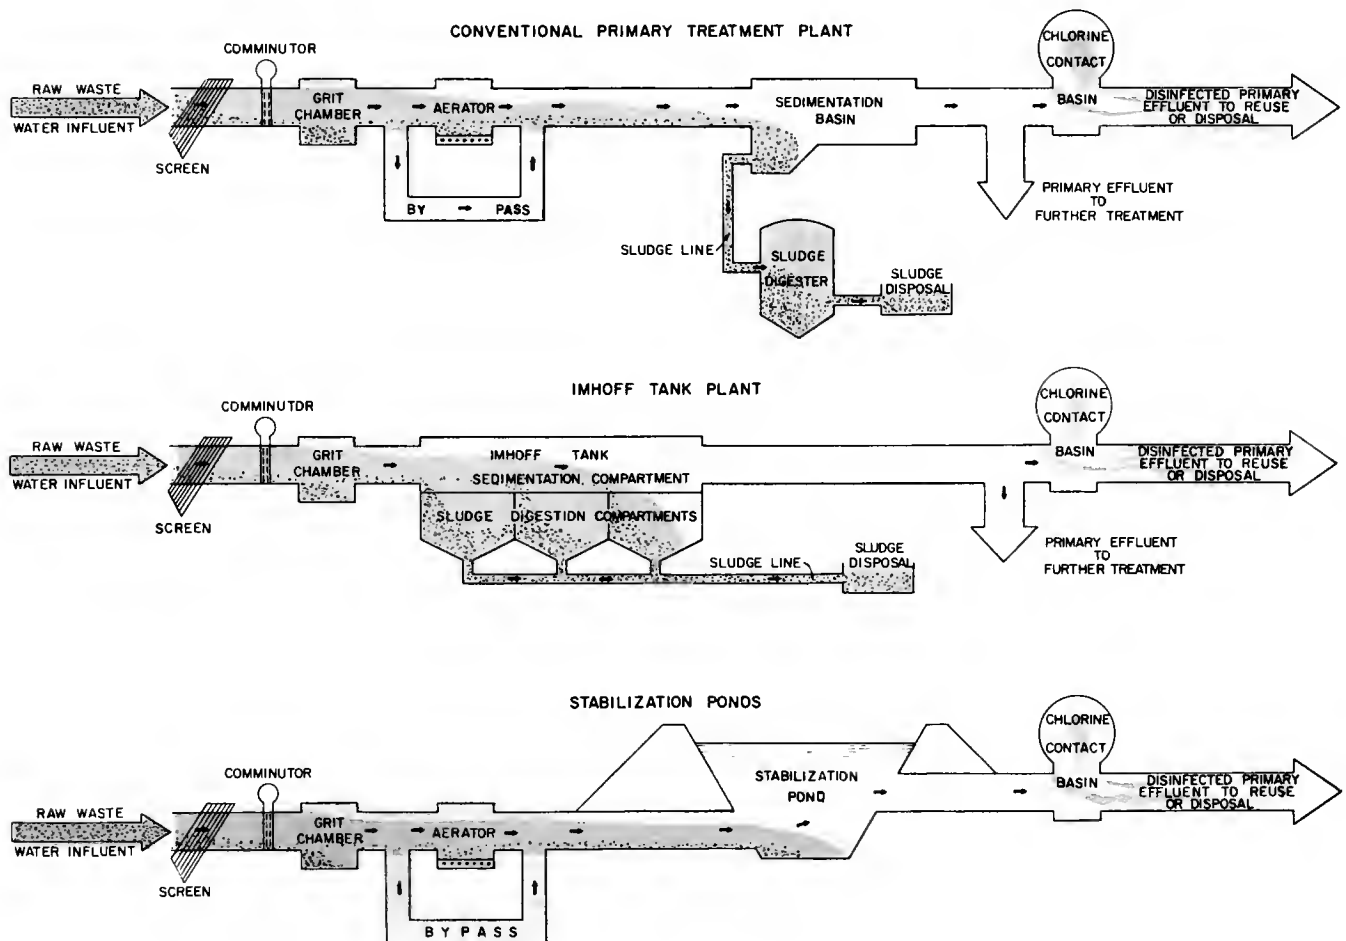 CONVENTIONAL PRIMARY TREATMENT PLANT
COMMINUTOR
RAW WASTE
WATER INFLUENT
SCREEN
GRIT
CHAMBER
AERATOR
BY PASS
SEDIMENTATION
BASIN
SLUDGE LINE
SLUDGE
DIGESTER
SLUDGE
DISPOSAL
CHLORINE
CONTACT
BASIN
DISINFECTED PRIMARY
EFFLUENT TO REUSE
OR DISPOSAL
PRIMARY EFFLUENT
TO
FURTHER TREATMENT
IMHOFF TANK PLANT
COMMINUTDR
RAW WASTE
WATER INFLUENT
SCREEN
GRIT
CHAMBER
IMHOFF TANK
SEDIMENTATION COMPARTMENT
SLUDGE DIGESTION COMPARTMENTS
SLUDGE LINE
SLUDGE
DISPOSAL
CHLORINE
CONTACT
BASIN
DISINFECTED PRIMARY
EFFLUENT TO REUSE
OR DISPOSAL
PRIMARY EFFLUENT
TO
FURTHER TREATMENT
STABILIZATION PONDS
COMMINUTOR
RAW WASTE
WATER INFLUENT
SCREEN
GRIT
CHAMBER
AERATOR
BY PASS
STABILIZATION
POND
CHLORINE
CONTACT
BASIN
DISINFECTED PRIMARY
EFFLUENT TO REUSE
OR DISPOSAL